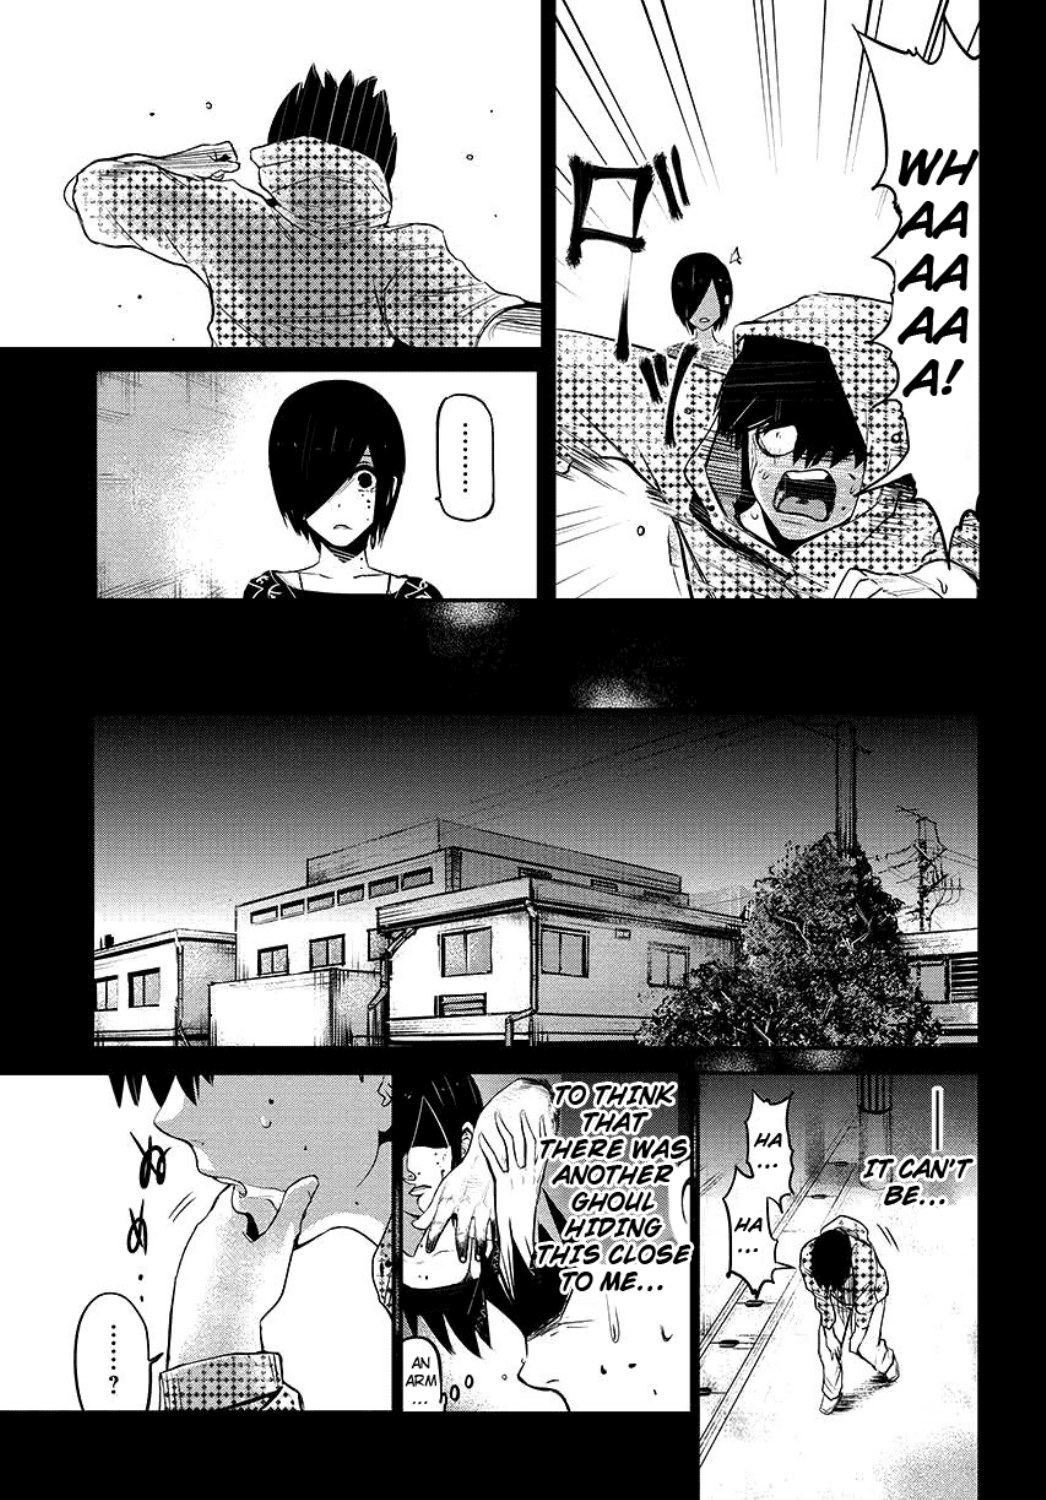 WH
AA
AA
AA
A!
………
IT CAN'T
BE...
HA
...
HA
...
TO THINK
THAT
THERE WAS
ANOTHER
GHOUL
HIDING
THIS CLOSE
TO ME...
AN
ARM
...
……?